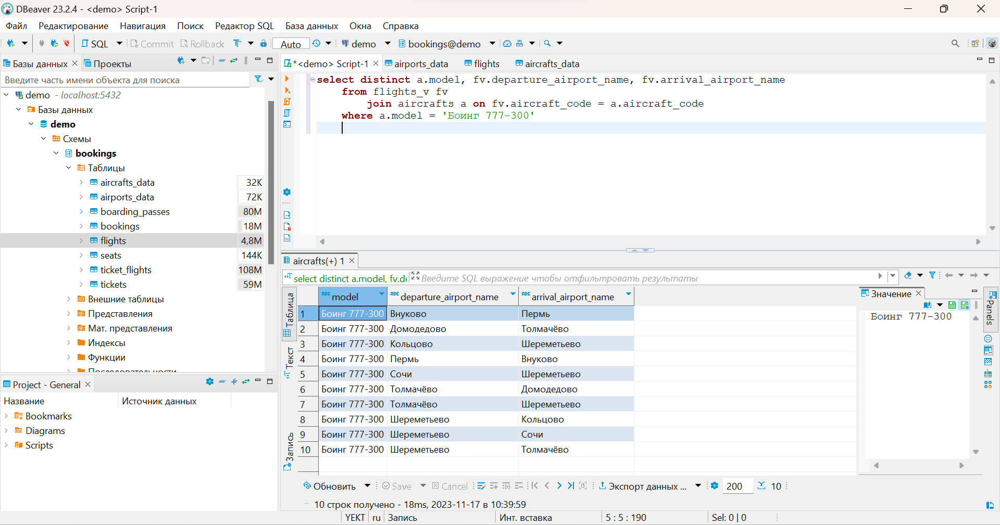 DBeaver 23.2.4 - <demo> Script-1
Файл Редактирование Навигация Поиск Редактор SQL База данных Окна Справка
SQL Commit Rollback Auto demo bookings@demo
Базы данных Проекты
Введите часть имени объекта для поиска
demo - localhost:5432
Базы данных
demo
Схемы
bookings
Таблицы
aircrafts_data 32K
airports_data 72K
boarding_passes 80M
bookings 18M
flights 4,8M
seats 144K
ticket_flights 108M
tickets 59M
Внешние таблицы
Представления
Мат. представления
Индексы
Функции
Последовательности
Project - General
Название Источник данных
Bookmarks
Diagrams
Scripts
*<demo> Script-1 airports_data flights aircrafts_data
select distinct a.model, fv.departure_airport_name, fv.arrival_airport_name
from flights_v fv
join aircrafts a on fv.aircraft_code = a.aircraft_code
where a.model = 'Боинг 777-300'
aircrafts(+) 1
select distinct a.model, fv.de Введите SQL выражение чтобы отфильтровать результаты
Таблица
Текст
Запись
model departure_airport_name arrival_airport_name
1 Боинг 777-300 Внуково Пермь
2 Боинг 777-300 Домодедово Толмачёво
3 Боинг 777-300 Кольцово Шереметьево
4 Боинг 777-300 Пермь Внуково
5 Боинг 777-300 Сочи Шереметьево
6 Боинг 777-300 Толмачёво Домодедово
7 Боинг 777-300 Толмачёво Шереметьево
8 Боинг 777-300 Шереметьево Кольцово
9 Боинг 777-300 Шереметьево Сочи
10 Боинг 777-300 Шереметьево Толмачёво
Значение
Боинг 777-300
Panels
Обновить Save Cancel Экспорт данных ... 200 10
10 строк получено - 18ms, 2023-11-17 в 10:39:59
YEKT ru Запись Инт. вставка 5 : 5 : 190 Sel: 0 | 0